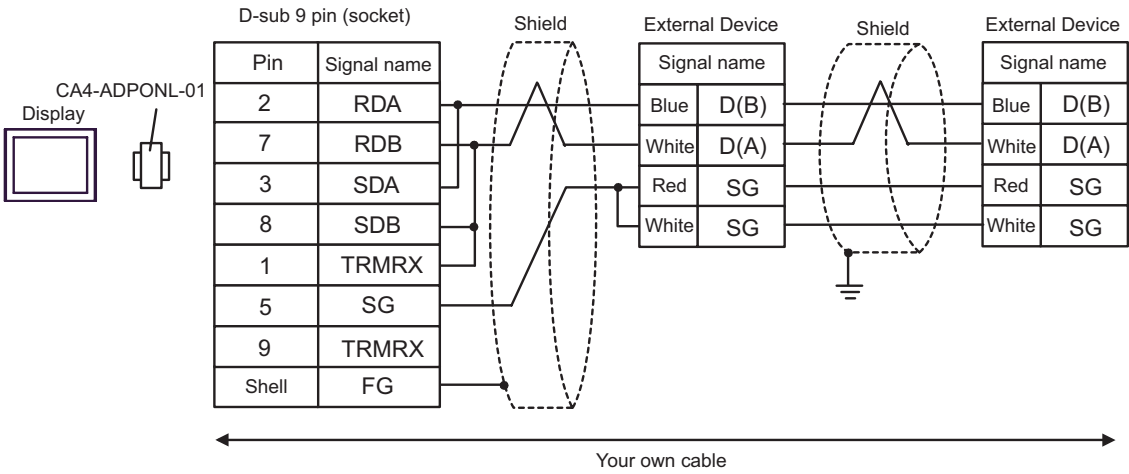 D-sub 9 pin (socket)
Shield
External Device
Shield
External Device
CA4-ADPONL-01
Display
Pin Signal name
2 RDA
7 RDB
3 SDA
8 SDB
1 TRMRX
5 SG
9 TRMRX
Shell FG
Signal name
Blue D(B)
White D(A)
Red SG
White SG
Signal name
Blue D(B)
White D(A)
Red SG
White SG
Your own cable